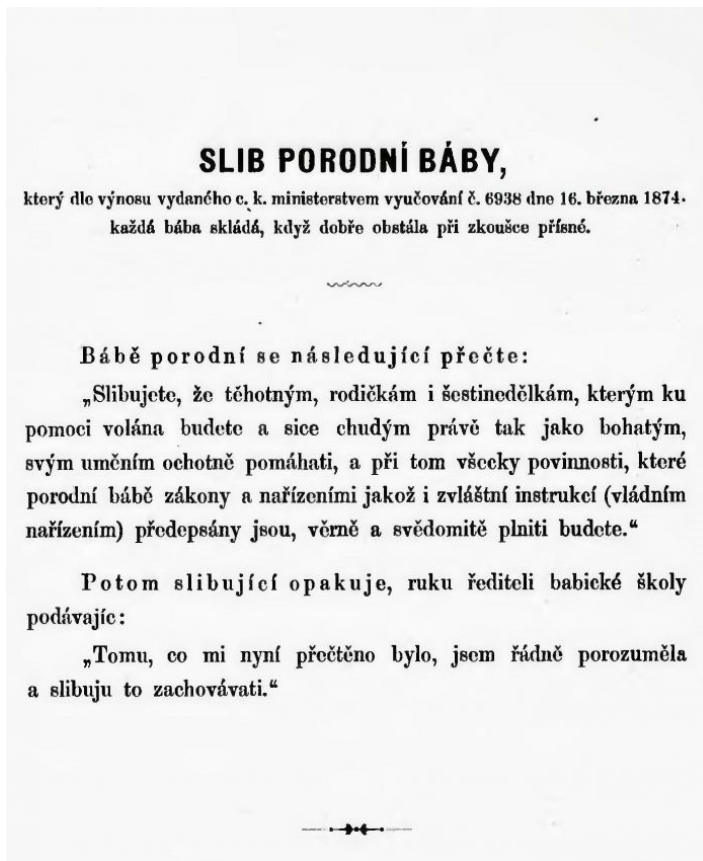 SLIB PORODNÍ BÁBY,
který dle výnosu vydaného c. k. ministerstvem vyučování č. 6938 dne 16. března 1874.
každá bába skládá, když dobře obstála při zkoušce přísné.
Bábě porodní se následující přečte:
„Slibujete, že těhotným, rodičkám i šestinedělkám, kterým ku
pomoci volána budete a sice chudým právě tak jako bohatým,
svým uměním ochotně pomáhati, a při tom všecky povinnosti, které
porodní bábě zákony a nařízeními jakož i zvláštní instrukcí (vládním
nařízením) předepsány jsou, věrně a svědomitě plniti budete.“
Potom slibující opakuje, ruku řediteli babické školy
podávajíc:
„Tomu, co mi nyní přečteno bylo, jsem řádně porozuměla
a slibuju to zachovávati.“